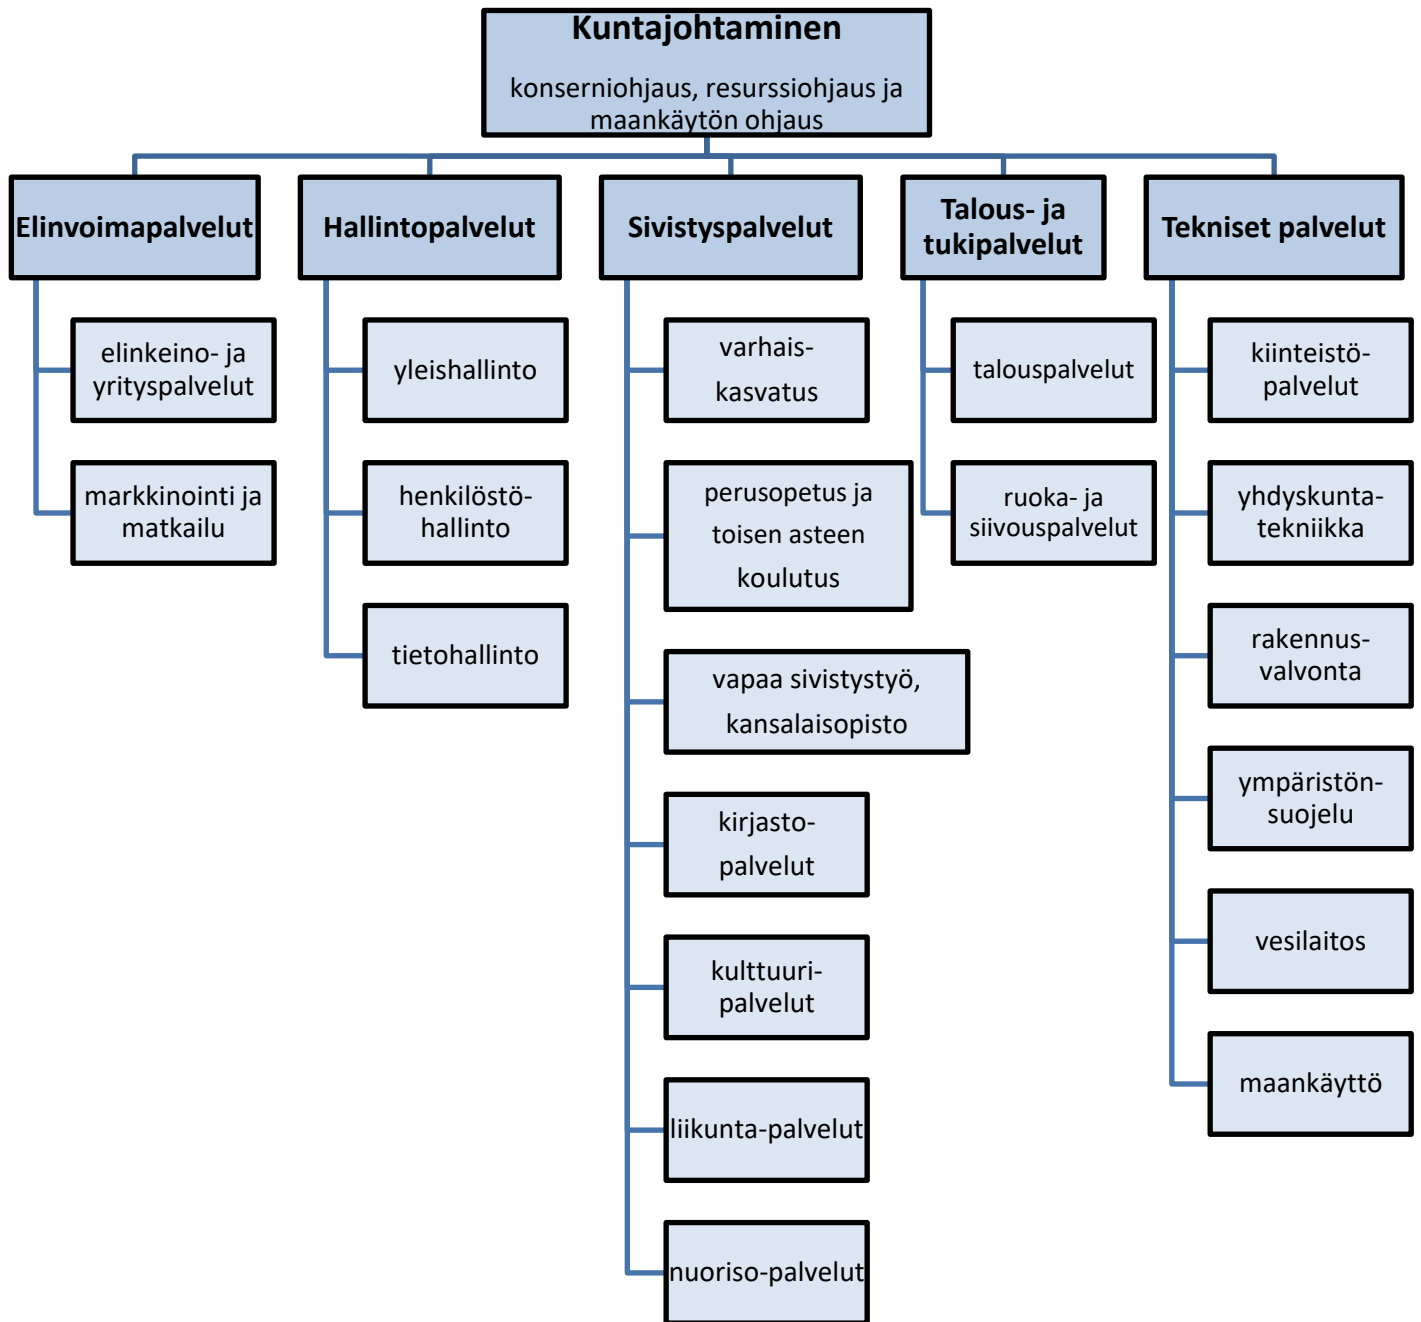 Kuntajohtaminen
konserniohjaus, resurssiohjaus ja
maankäytön ohjaus
Elinvoimapalvelut
elinkeino- ja
yrityspalvelut
markkinointi ja
matkailu
Hallintopalvelut
yleishallinto
henkilöstö-
hallinto
tietohallinto
Sivistyspalvelut
varhais-
kasvatus
perusopetus ja
toisen asteen
koulutus
vapaa sivistystyö,
kansalaisopisto
kirjasto-
palvelut
kulttuuri-
palvelut
liikunta-palvelut
nuoriso-palvelut
Talous- ja
tukipalvelut
talouspalvelut
ruoka- ja
siivouspalvelut
Tekniset palvelut
kiinteistö-
palvelut
yhdyskunta-
tekniikka
rakennus-
valvonta
ympäristön-
suojelu
vesilaitos
maankäyttö